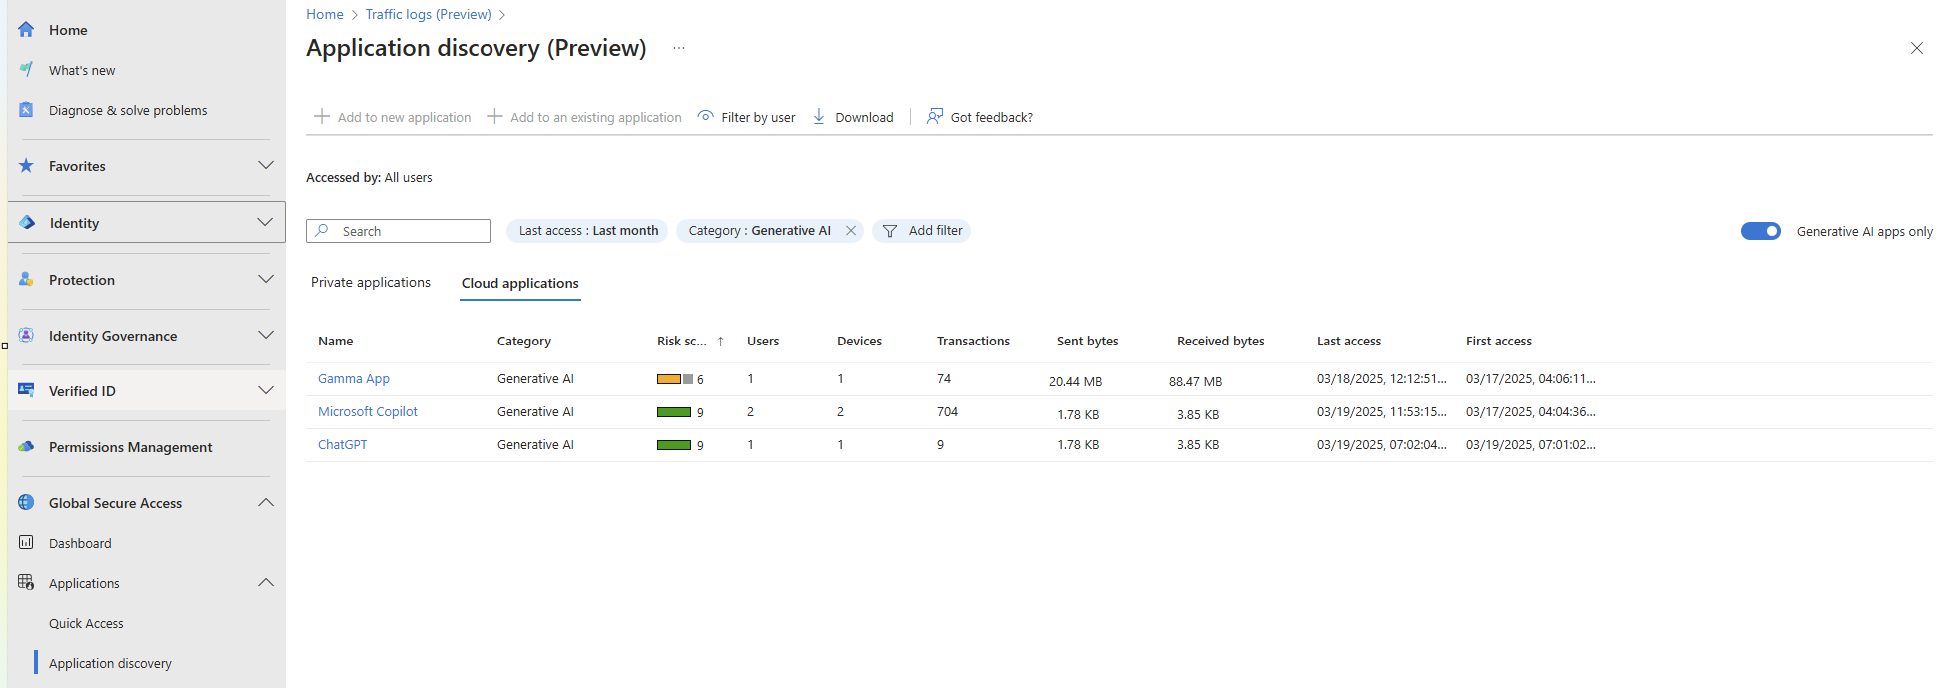 Home
What's new
Diagnose & solve problems
Favorites
Identity
Protection
Identity Governance
Verified ID
Permissions Management
Global Secure Access
Dashboard
Applications
Quick Access
Application discovery
Home > Traffic logs (Preview) >
Application discovery (Preview) ...
Add to new application Add to an existing application Filter by user Download Got feedback?
Accessed by: All users
Search Last access : Last month Category : Generative AI Add filter Generative AI apps only
Private applications Cloud applications
Name Category Risk sc... ↑ Users Devices Transactions Sent bytes Received bytes Last access First access
Gamma App Generative AI 6 1 1 74 20.44 MB 88.47 MB 03/18/2025, 12:12:51... 03/17/2025, 04:06:11...
Microsoft Copilot Generative AI 9 2 2 704 1.78 KB 3.85 KB 03/19/2025, 11:53:15... 03/17/2025, 04:04:36...
ChatGPT Generative AI 9 1 1 9 1.78 KB 3.85 KB 03/19/2025, 07:02:04... 03/19/2025, 07:01:02...